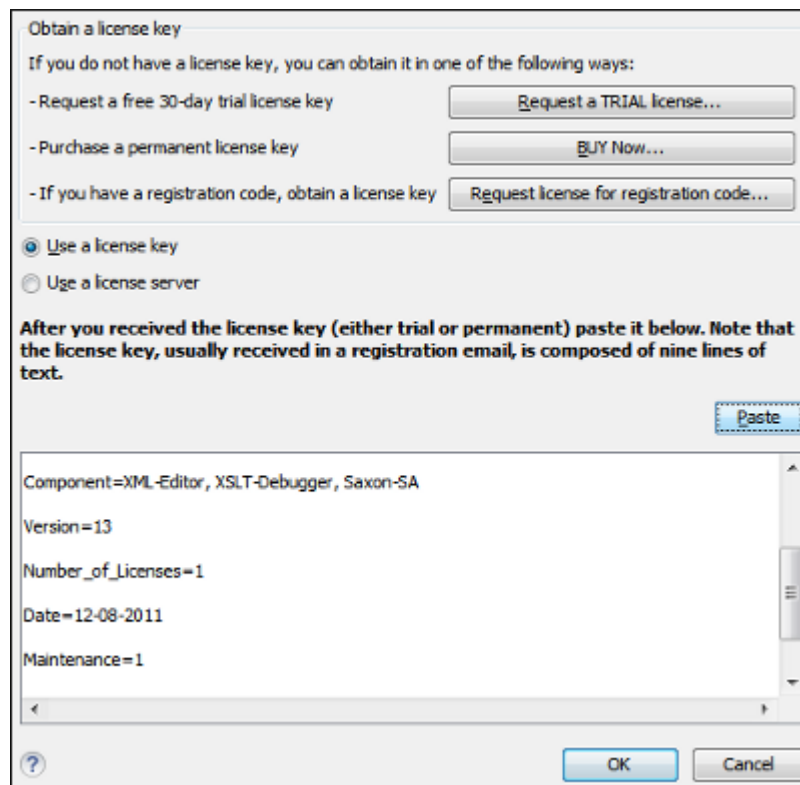 Obtain a license key
If you do not have a license key, you can obtain it in one of the following ways:
- Request a free 30-day trial license key
Request a TRIAL license...
- Purchase a permanent license key
BUY Now...
- If you have a registration code, obtain a license key
Request license for registration code...
Use a license key
Use a license server
After you received the license key (either trial or permanent) paste it below. Note that
the license key, usually received in a registration email, is composed of nine lines of
text.
Paste
Component=XML-Editor, XSLT-Debugger, Saxon-SA
Version=13
Number_of_Licenses=1
Date=12-08-2011
Maintenance=1
?
OK
Cancel